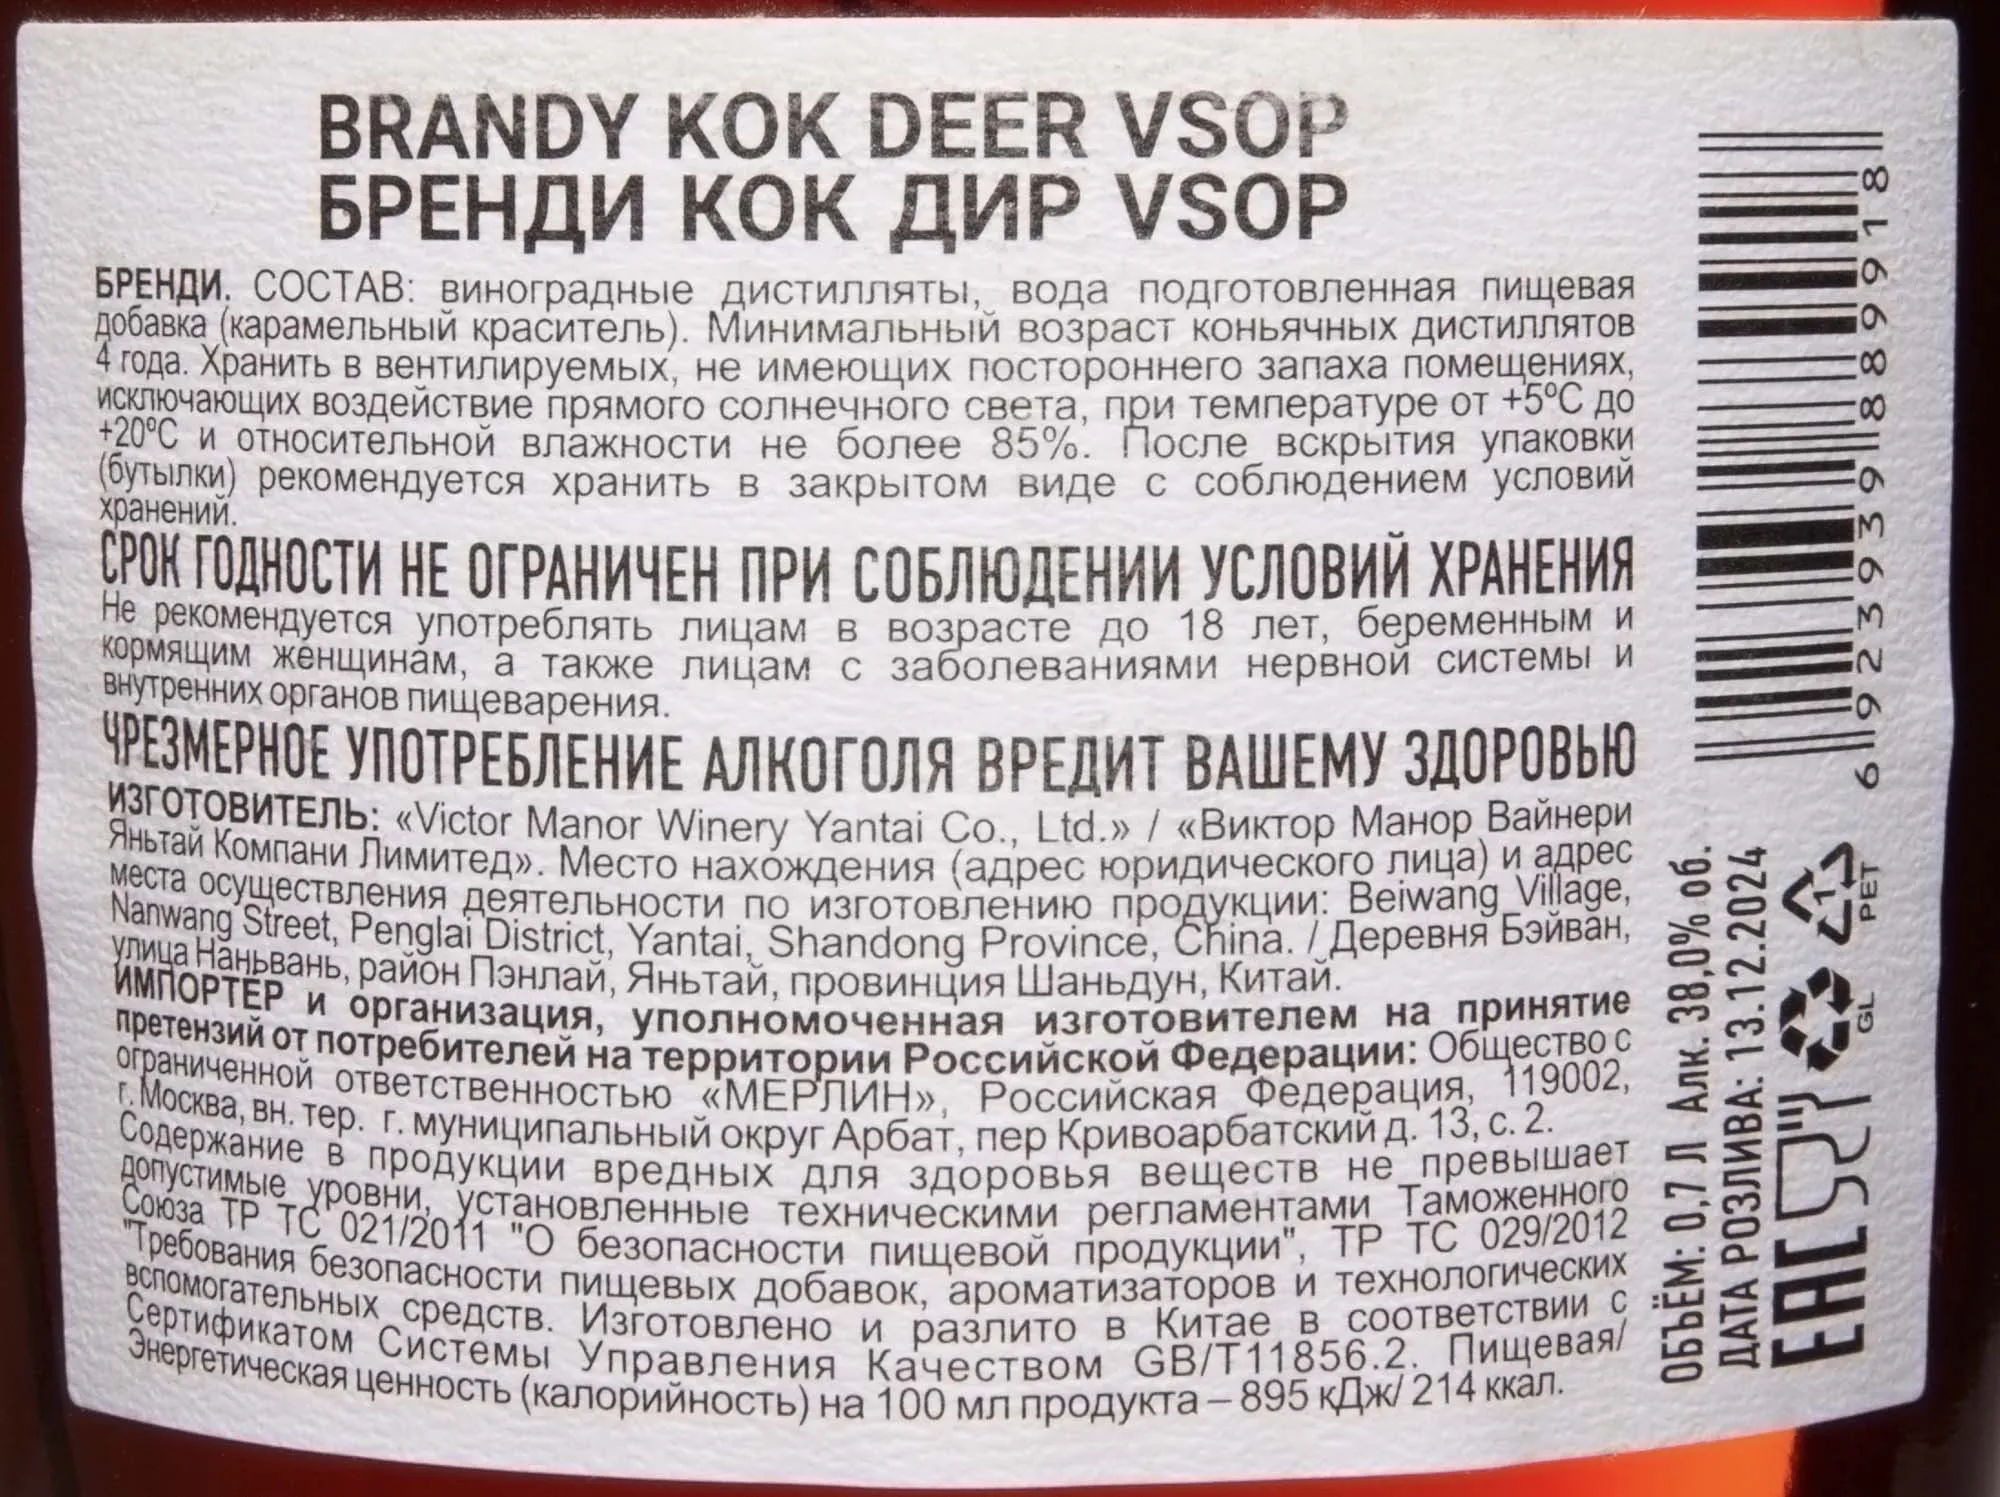 BRANDY KOK DEER VSOP
БРЕНДИ КОК ДИР VSOP
БРЕНДИ. СОСТАВ: виноградные дистилляты, вода подготовленная пищевая
добавка (карамельный краситель). Минимальный возраст коньячных дистиллятов
4 года. Хранить в вентилируемых, не имеющих постороннего запаха помещениях,
исключающих воздействие прямого солнечного света, при температуре от +5ºС до
+20ºС и относительной влажности не более 85%. После вскрытия упаковки
(бутылки) рекомендуется хранить в закрытом виде с соблюдением условий
хранений.
СРОК ГОДНОСТИ НЕ ОГРАНИЧЕН ПРИ СОБЛЮДЕНИИ УСЛОВИЙ ХРАНЕНИЯ
Не рекомендуется употреблять лицам в возрасте до 18 лет, беременным и
кормящим женщинам, а также лицам с заболеваниями нервной системы и
внутренних органов пищеварения.
ЧРЕЗМЕРНОЕ УПОТРЕБЛЕНИЕ АЛКОГОЛЯ ВРЕДИТ ВАШЕМУ ЗДОРОВЬЮ
ИЗГОТОВИТЕЛЬ: «Victor Manor Winery Yantai Co., Ltd.» / «Виктор Манор Вайнери
Яньтай Компани Лимитед». Место нахождения (адрес юридического лица) и адрес
места осуществления деятельности по изготовлению продукции: Beiwang Village,
Nanwang Street, Penglai District, Yantai, Shandong Province, China. / Деревня Бэйван,
улица Наньвань, район Пэнлай, Яньтай, провинция Шаньдун, Китай.
ИМПОРТЕР и организация, уполномоченная изготовителем на принятие
претензий от потребителей на территории Российской Федерации: Общество с
ограниченной ответственностью «МЕРЛИН», Российская Федерация, 119002,
г. Москва, вн. тер. г. муниципальный округ Арбат, пер Кривоарбатский д. 13, с. 2.
Содержание в продукции вредных для здоровья веществ не превышает
допустимые уровни, установленные техническими регламентами Таможенного
Союза ТР ТС 021/2011 "О безопасности пищевой продукции", ТР ТС 029/2012
"Требования безопасности пищевых добавок, ароматизаторов и технологических
вспомогательных средств. Изготовлено и разлито в Китае в соответствии с
Сертификатом Системы Управления Качеством GB/T11856.2. Пищевая/
Энергетическая ценность (калорийность) на 100 мл продукта – 895 кДж/ 214 ккал.
ОБЪЁМ: 0,7 Л Алк. 38,0% об.
ДАТА РОЗЛИВА: 13.12.2024
EAC
GL
1
PET
6 923939 889918